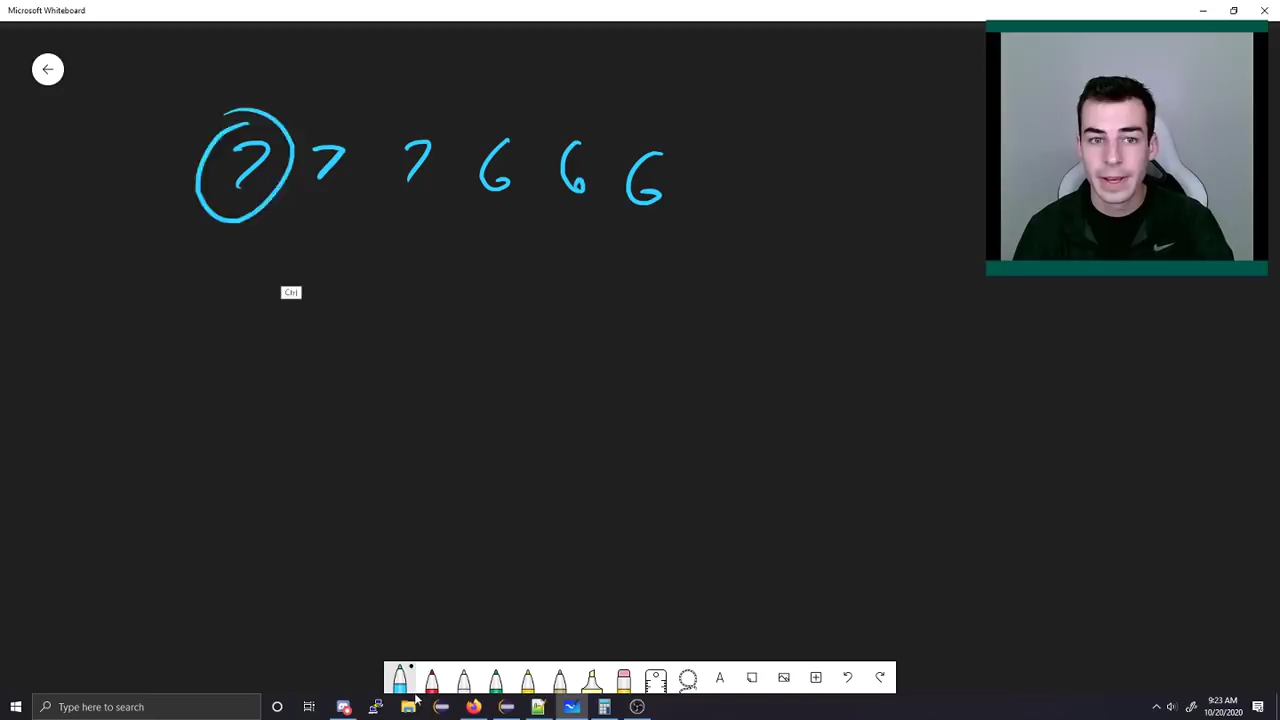 Microsoft Whiteboard
7 7 7 6 6 6
Ctrl
A
Type here to search
9:23 AM
10/20/2020